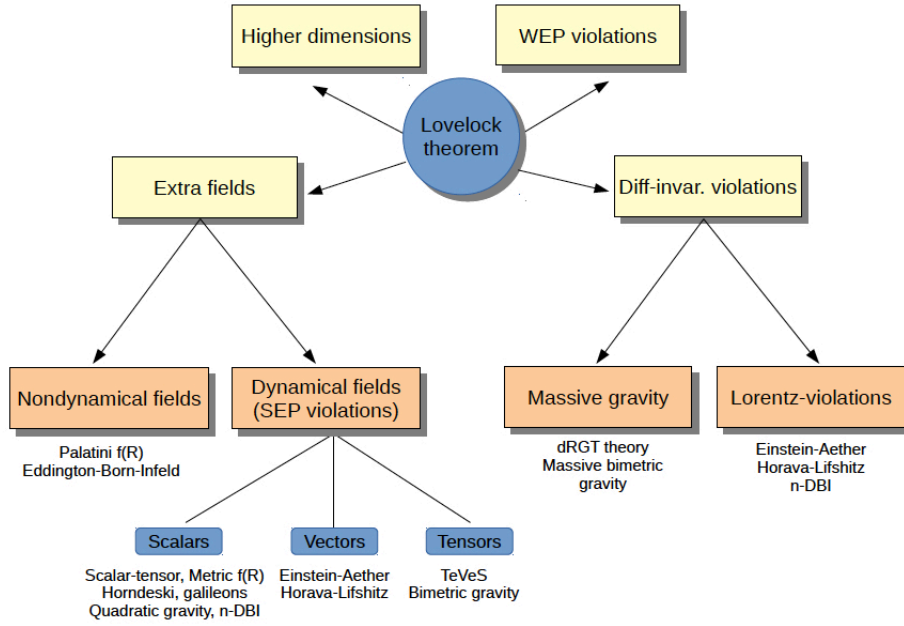 Higher dimensions
WEP violations
Lovelock
theorem
Extra fields
Diff-invar. violations
Nondynamical fields
Dynamical fields
(SEP violations)
Massive gravity
Lorentz-violations
Palatini f(R)
Eddington-Born-Infeld
dRGT theory
Massive bimetric
gravity
Einstein-Aether
Horava-Lifshitz
n-DBI
Scalars
Vectors
Tensors
Scalar-tensor, Metric f(R)
Horndeski, galileons
Quadratic gravity, n-DBI
Einstein-Aether
Horava-Lifshitz
TeVeS
Bimetric gravity